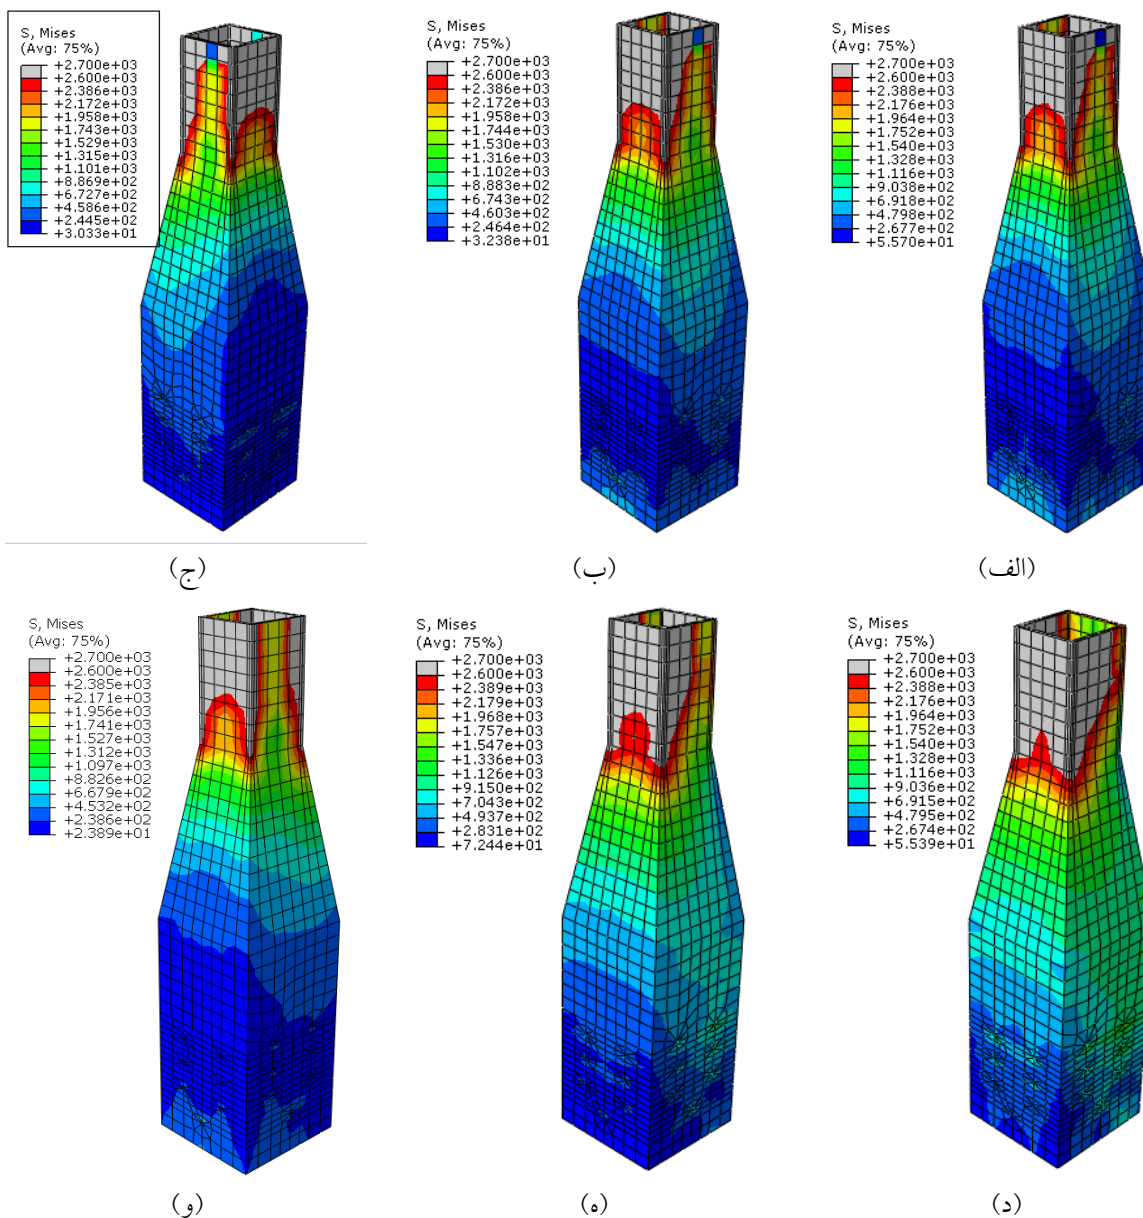 S, Mises
(Avg: 75%)
+2.700e+03
+2.600e+03
+2.388e+03
+2.176e+03
+1.964e+03
+1.752e+03
+1.540e+03
+1.328e+03
+1.116e+03
+9.038e+02
+6.918e+02
+4.798e+02
+2.677e+02
+5.570e+01
(الف)
S, Mises
(Avg: 75%)
+2.700e+03
+2.600e+03
+2.386e+03
+2.172e+03
+1.958e+03
+1.744e+03
+1.530e+03
+1.316e+03
+1.102e+03
+8.883e+02
+6.743e+02
+4.603e+02
+2.464e+02
+3.238e+01
(ب)
S, Mises
(Avg: 75%)
+2.700e+03
+2.600e+03
+2.386e+03
+2.172e+03
+1.958e+03
+1.743e+03
+1.529e+03
+1.315e+03
+1.101e+03
+8.869e+02
+6.727e+02
+4.586e+02
+2.445e+02
+3.033e+01
(ج)
S, Mises
(Avg: 75%)
+2.700e+03
+2.600e+03
+2.388e+03
+2.176e+03
+1.964e+03
+1.752e+03
+1.540e+03
+1.328e+03
+1.116e+03
+9.036e+02
+6.915e+02
+4.795e+02
+2.674e+02
+5.539e+01
(د)
S, Mises
(Avg: 75%)
+2.700e+03
+2.600e+03
+2.389e+03
+2.179e+03
+1.968e+03
+1.757e+03
+1.547e+03
+1.336e+03
+1.126e+03
+9.150e+02
+7.043e+02
+4.937e+02
+2.831e+02
+7.244e+01
(ه)
S, Mises
(Avg: 75%)
+2.700e+03
+2.600e+03
+2.385e+03
+2.171e+03
+1.956e+03
+1.741e+03
+1.527e+03
+1.312e+03
+1.097e+03
+8.826e+02
+6.679e+02
+4.532e+02
+2.386e+02
+2.389e+01
(و)